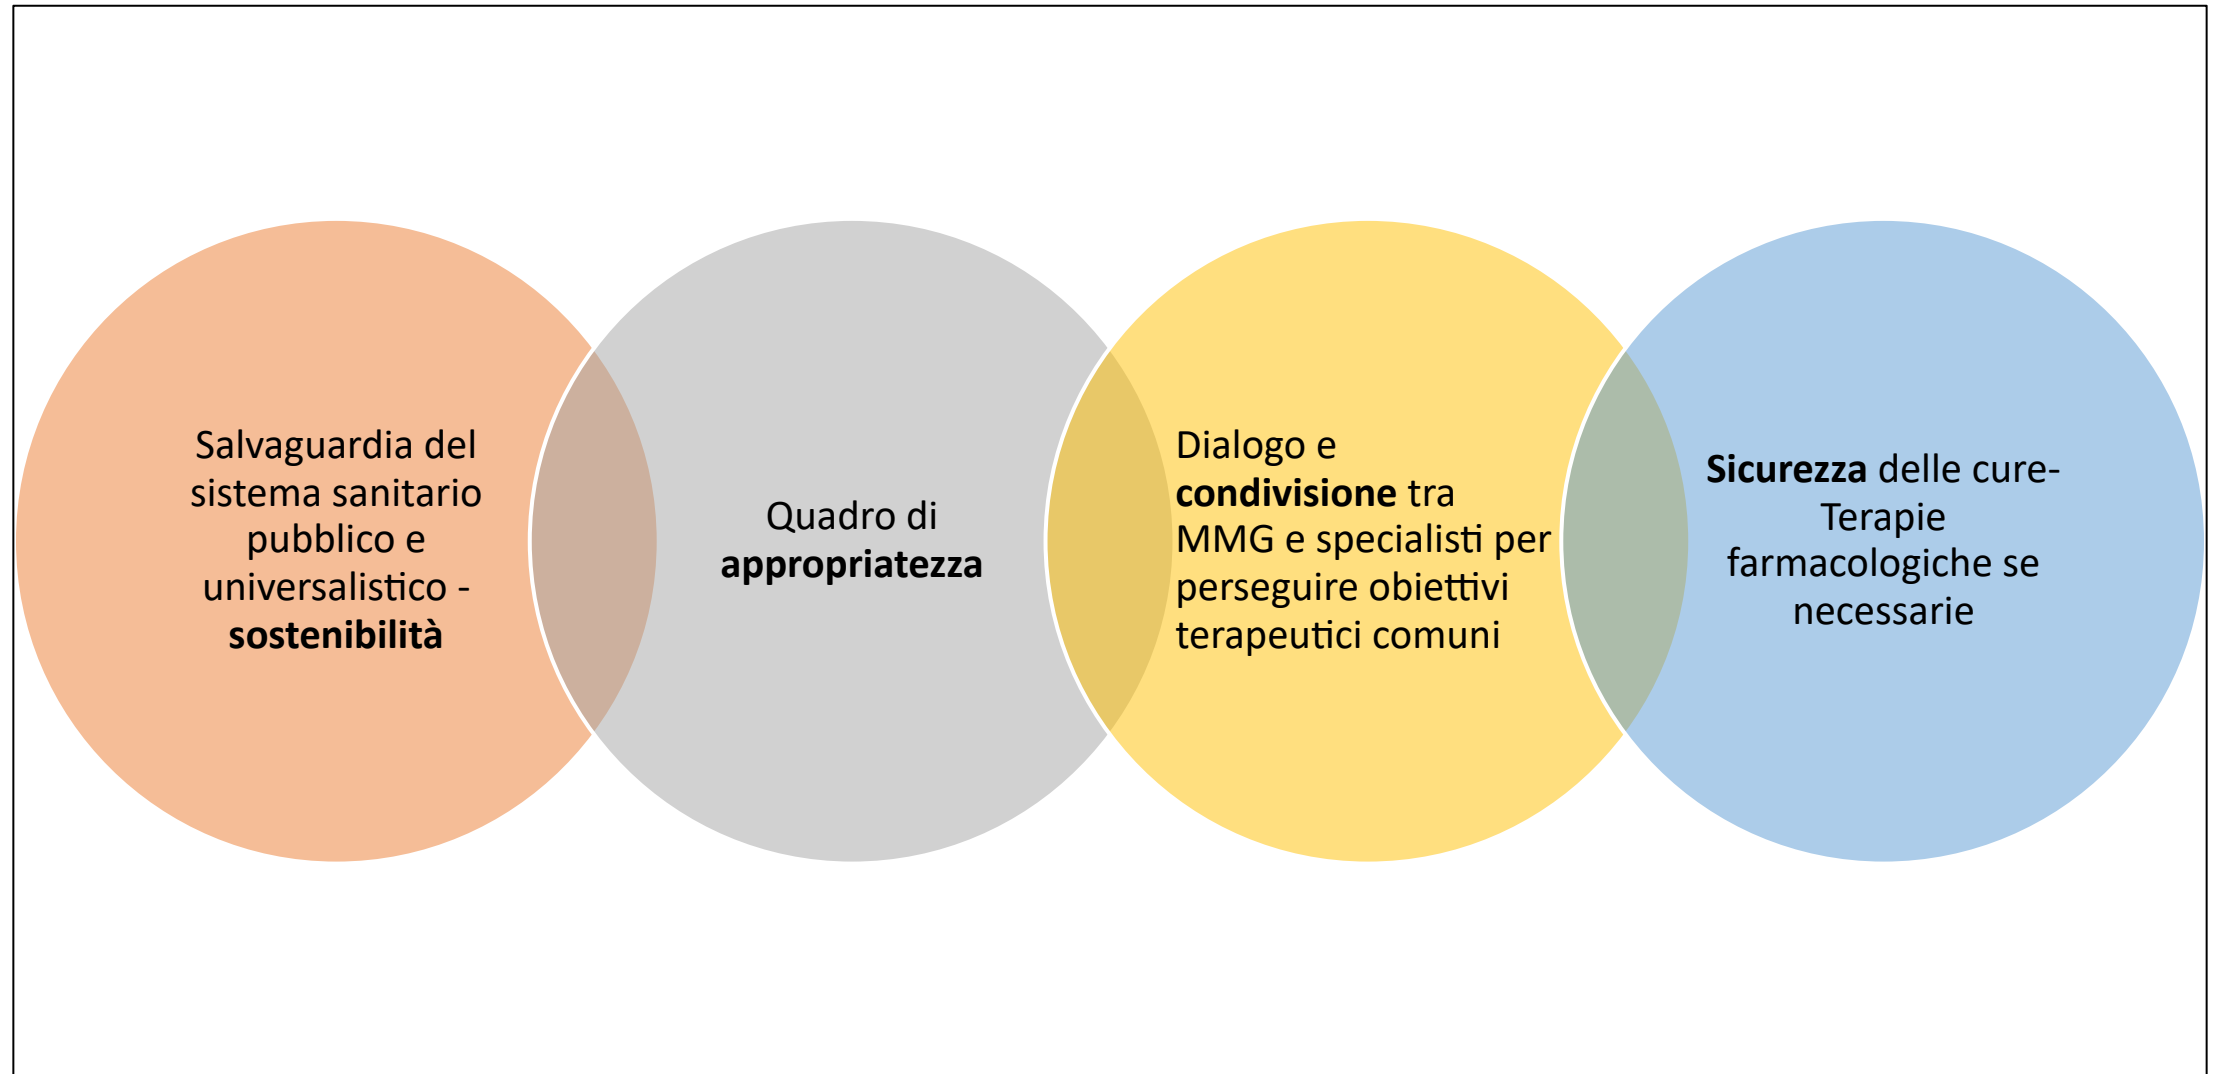 Salvaguardia del
sistema sanitario
pubblico e
universalistico -
sostenibilità
Quadro di
appropriatezza
Dialogo e
condivisione tra
MMG e specialisti per
perseguire obiettivi
terapeutici comuni
Sicurezza delle cure-
Terapie
farmacologiche se
necessarie